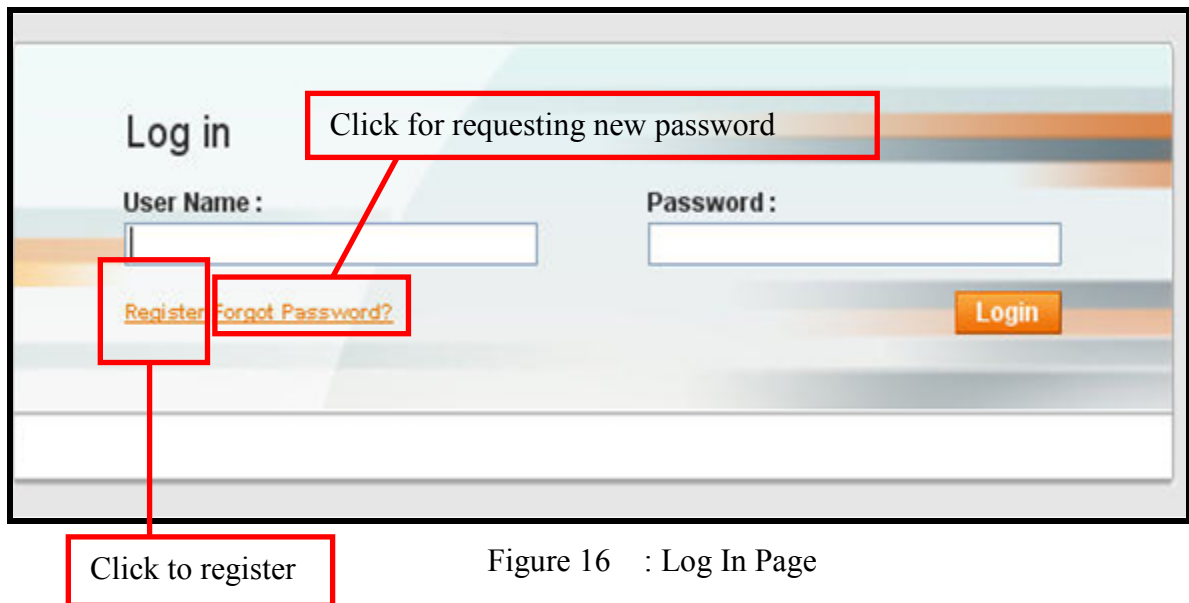 Log in
Click for requesting new password
User Name :
Password :
Register Forgot Password?
Login
Click to register
Figure 16 : Log In Page